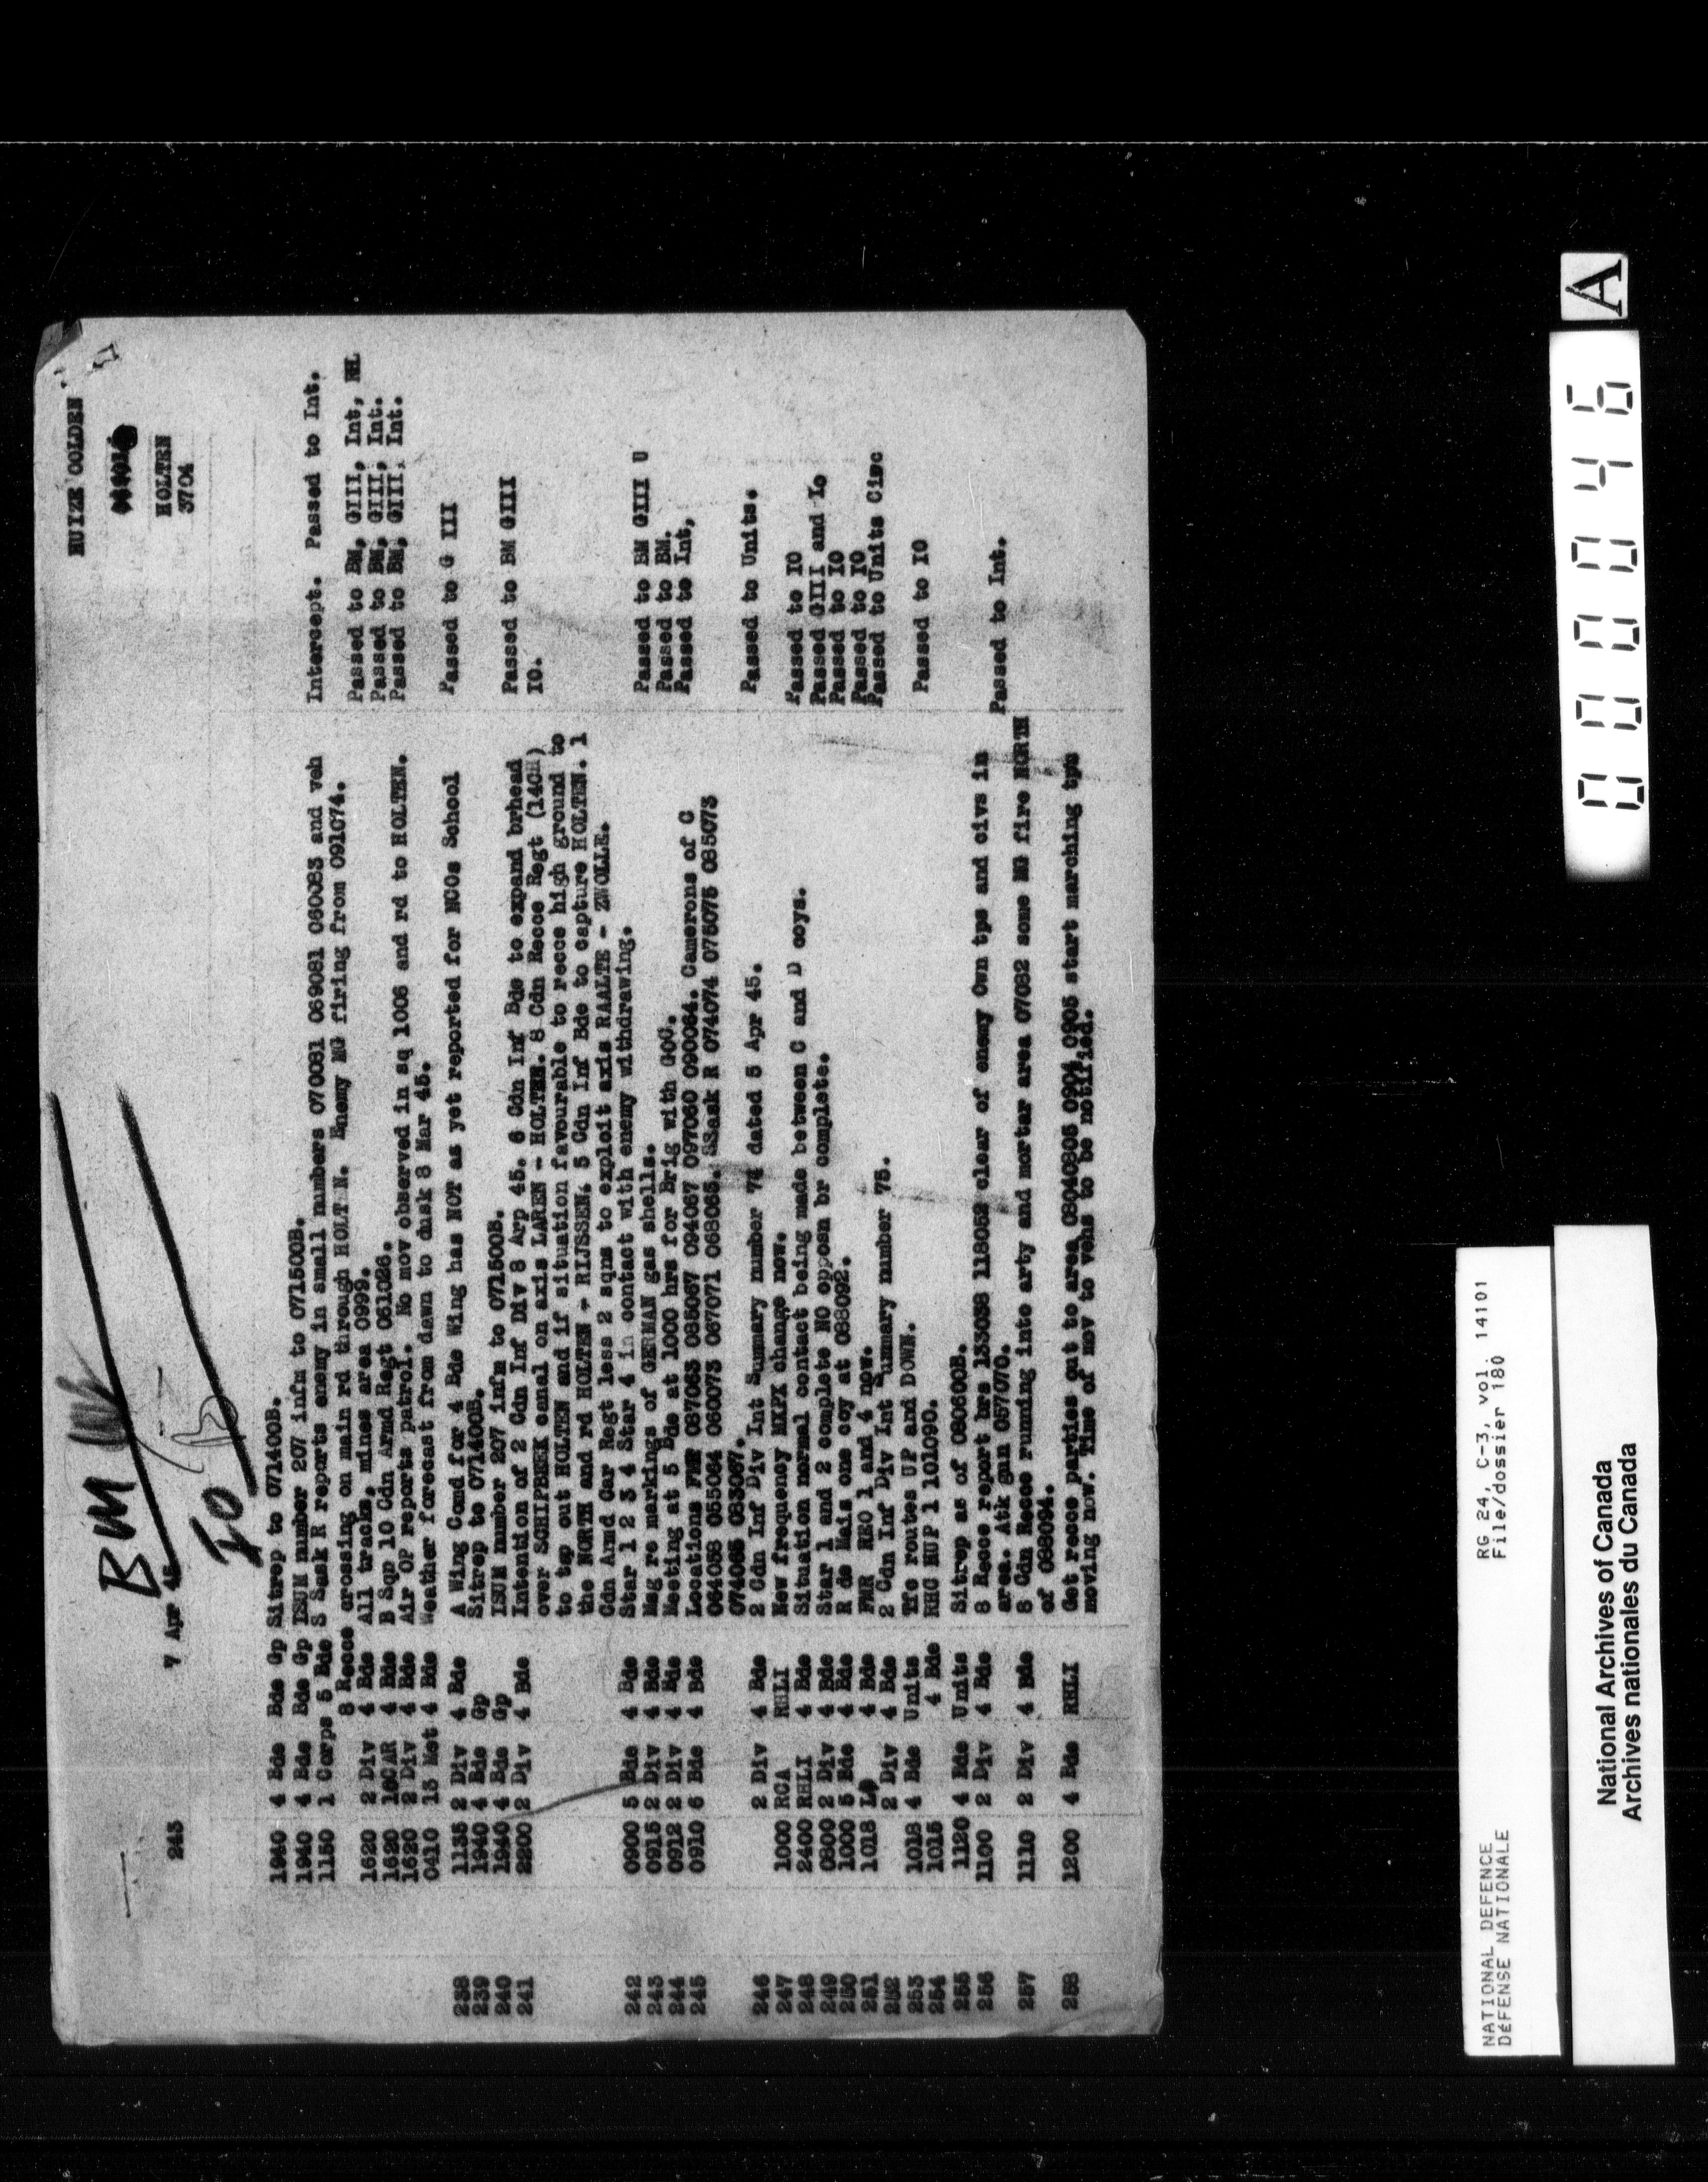 HUIZE COLDEN
HOLTEN
3704
BM
IO
243 7 Apr 45
1940 4 Bde Bde Gp Sitrep to 071400B.
1940 4 Bde Bde Gp ISUM number 207 infm to 071500B. Intercept. Passed to Int.
1150 1 Corps 5 Bde S Sask R reports enemy in small numbers 070081 069081 060083 and veh
8 Recce crossing on main rd through HOLT N. Enemy MG firing from 091074. Passed to BM, GIII, Int, RHL
1620 2 Div 4 Bde All tracks, mines area 0999. Passed to BM, GIII, Int.
1620 10CAR 4 Bde B Sqn 10 Cdn Armd Regt 061026. Passed to BM, GIII, Int.
1620 2 Div 4 Bde Air OP reports patrol. No mov observed in sq 1006 and rd to HOLTEN.
0410 13 Met 4 Bde Weather forecast from dawn to dusk 8 Mar 45.
238 1135 2 Div 4 Bde A Wing Cond for 4 Bde Wing has NOT as yet reported for NCOs School Passed to G III
239 1940 4 Bde Gp Sitrep to 071400B.
240 1940 4 Bde Gp ISUM number 207 infm to 071500B.
241 2200 2 Div 4 Bde Intention of 2 Cdn Inf Div 8 Arp 45. 6 Cdn Inf Bde to expand brhead Passed to BM GIII
over SCHIPBEEK canal on axis LAREN - HOLTEN. 8 Cdn Recce Regt (14CH) IO.
to tap out HOLTEN and if situation favourable to recce high ground to
the NORTH and rd HOLTEN - RIJSSEN. 5 Cdn Inf Bde to capture HOLTEN. 1
Cdn Armd Car Regt less 2 sqns to exploit axis RAALTE - ZWOLLE.
242 0900 5 Bde 4 Bde Star 1 2 3 4 Star 4 in contact with enemy withdrawing. Passed to BM GIII U
243 0915 2 Div 4 Bde Msg re markings of GERMAN gas shells. Passed to BM.
244 0912 2 Div 4 Bde Meeting at 5 Bde at 1000 hrs for Brig with GOC. Passed to Int,
245 0910 6 Bde 4 Bde Locations FMR 087063 085067 094067 097060 090064. Camerons of C
064058 055064 060073 067071 068065. SSask R 074074 075075 085073
074065 083067.
246 2 Div 4 Bde 2 Cdn Inf Div Int Summary number 74 dated 5 Apr 45. Passed to Units.
247 1000 RCA RHLI New frequency MXPX change now. Passed to IO
248 2400 RHLI 4 Bde Situation normal contact being made between C and D coys. Passed GIII and Io
249 0800 2 Div 4 Bde Star 1 and 2 complete NO opposn br complete. Passed to IO
250 1000 5 Bde 4 Bde R de Mais one coy at 088092. Passed to IO
251 1018 LO 4 Bde FMR REO 1 and 4 now. Passed to Units Circ
252 2 Div 4 Bde 2 Cdn Inf Div Int Summary number 75.
253 1018 4 Bde Units Tfc routes UP and DOWN. Passed to IO
254 1015 4 Bde RHC HUP 1 101090.
255 1120 4 Bde Units Sitrep as of 080600B.
256 1100 2 Div 4 Bde 8 Recce report brs 133038 118052 clear of enemy Own tps and civs in Passed to Int.
area. Atk gun 057070.
257 1110 2 Div 4 Bde 8 Cdn Recce running into arty and mortar area 07082 some MG fire NORTH
of 088094.
258 1200 4 Bde RHLI Get recce parties out to area 08040805 0904 0905 start marching tps
moving now. Time of mov to vehs to be notified.
000046 A
NATIONAL DEFENCE RG 24, C-3, vol. 14101
DÉFENSE NATIONALE File/dossier 180
National Archives of Canada
Archives nationales du Canada